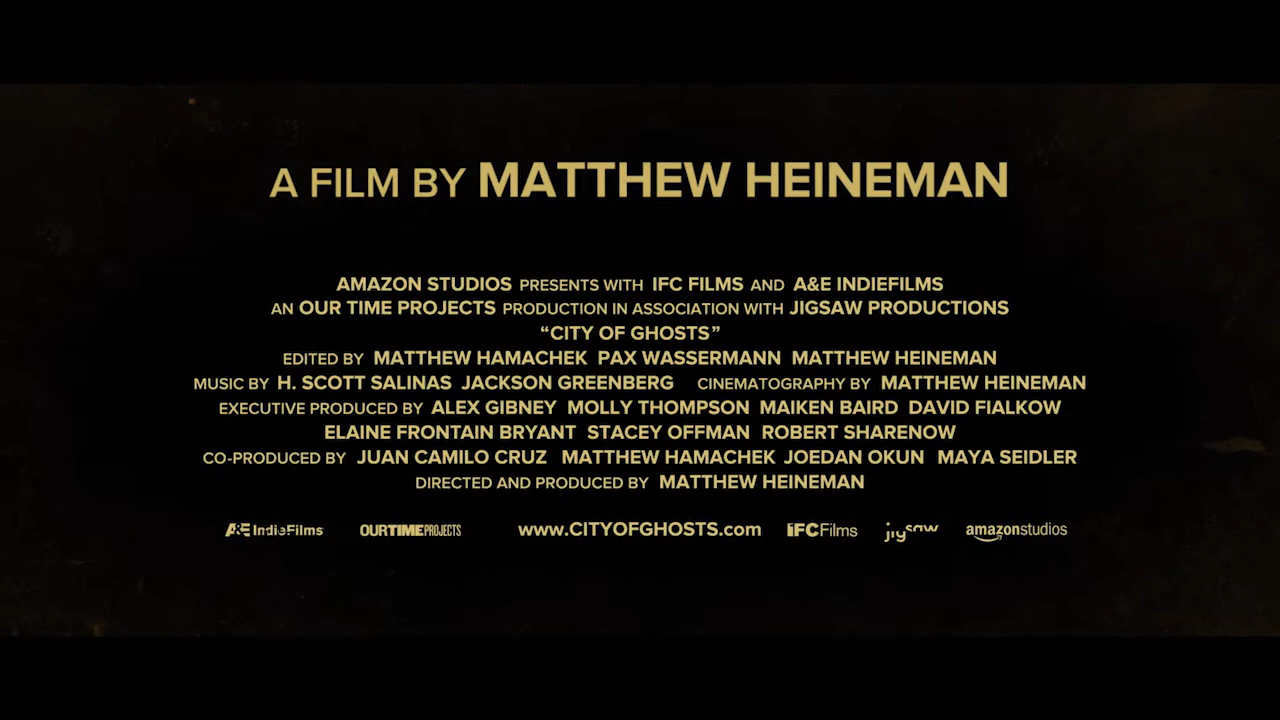 A FILM BY MATTHEW HEINEMAN
AMAZON STUDIOS PRESENTS WITH IFC FILMS AND A&E INDIEFILMS
AN OUR TIME PROJECTS PRODUCTION IN ASSOCIATION WITH JIGSAW PRODUCTIONS
“CITY OF GHOSTS”
EDITED BY MATTHEW HAMACHEK PAX WASSERMANN MATTHEW HEINEMAN
MUSIC BY H. SCOTT SALINAS JACKSON GREENBERG CINEMATOGRAPHY BY MATTHEW HEINEMAN
EXECUTIVE PRODUCED BY ALEX GIBNEY MOLLY THOMPSON MAIKEN BAIRD DAVID FIALKOW
ELAINE FRONTAIN BRYANT STACEY OFFMAN ROBERT SHARENOW
CO-PRODUCED BY JUAN CAMILO CRUZ MATTHEW HAMACHEK JOEDAN OKUN MAYA SEIDLER
DIRECTED AND PRODUCED BY MATTHEW HEINEMAN
A&E IndieFilms OURTIMEPROJECTS www.CITYOFGHOSTS.com IFC Films jigsaw amazonstudios